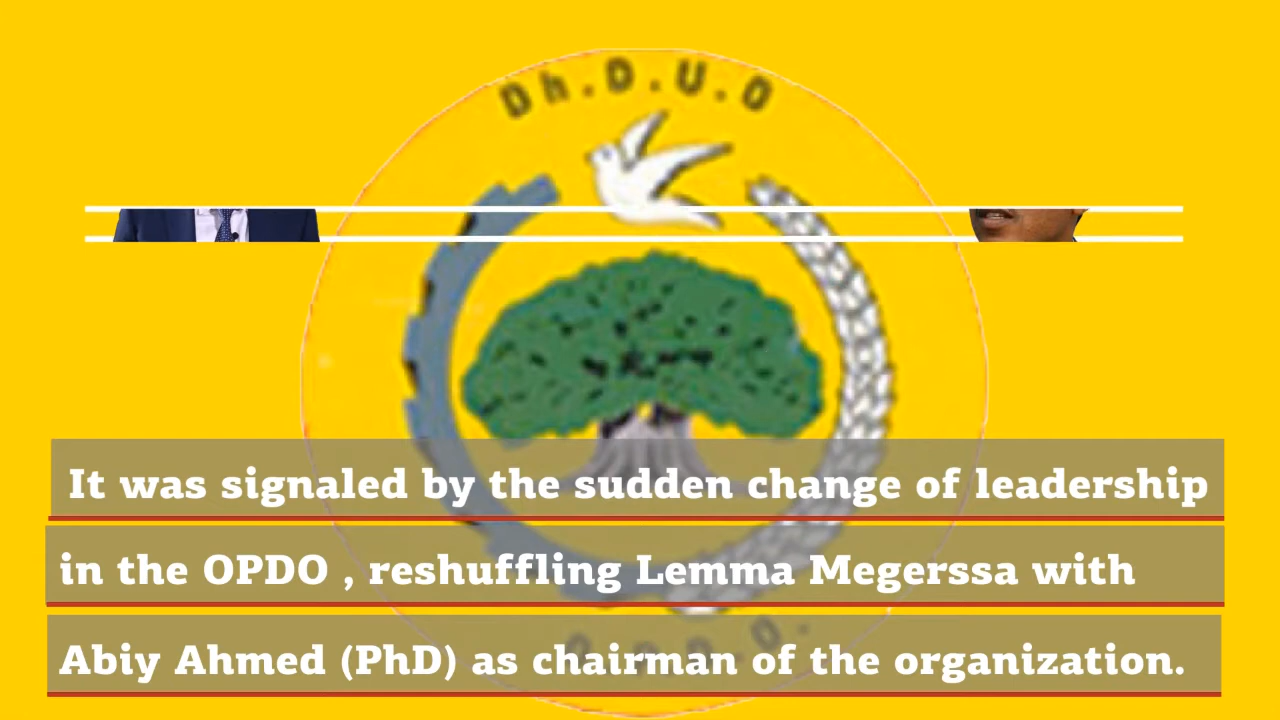 Dh.D.U.O
It was signaled by the sudden change of leadership
in the OPDO , reshuffling Lemma Megerssa with
Abiy Ahmed (PhD) as chairman of the organization.